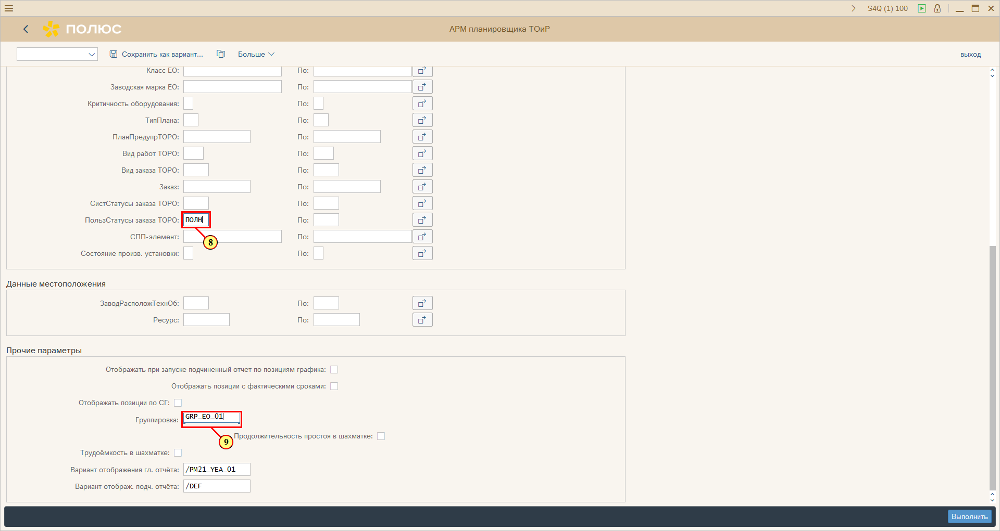 S4Q (1) 100
ПОЛЮС
АРМ планировщика ТОиР
Сохранить как вариант...
Больше
выход
Класс ЕО: По:
Заводская марка ЕО: По:
Критичность оборудования: По:
ТипПлана: По:
ПланПредупрТОРО: По:
Вид работ ТОРО: По:
Вид заказа ТОРО: По:
Заказ: По:
СистСтатусы заказа ТОРО: По:
ПользСтатусы заказа ТОРО: ПОЛН По:
СПП-элемент: По:
8
Состояние произв. установки: По:
Данные местоположения
ЗаводРасположТехнОб: По:
Ресурс: По:
Прочие параметры
Отображать при запуске подчиненный отчет по позициям графика:
Отображать позиции с фактическими сроками:
Отображать позиции по СГ:
Группировка: GRP_EO_01
9 Продолжительность простоя в шахматке:
Трудоёмкость в шахматке:
Вариант отображения гл. отчёта: /PM21_YEA_01
Вариант отображ. подч. отчёта: /DEF
Выполнить